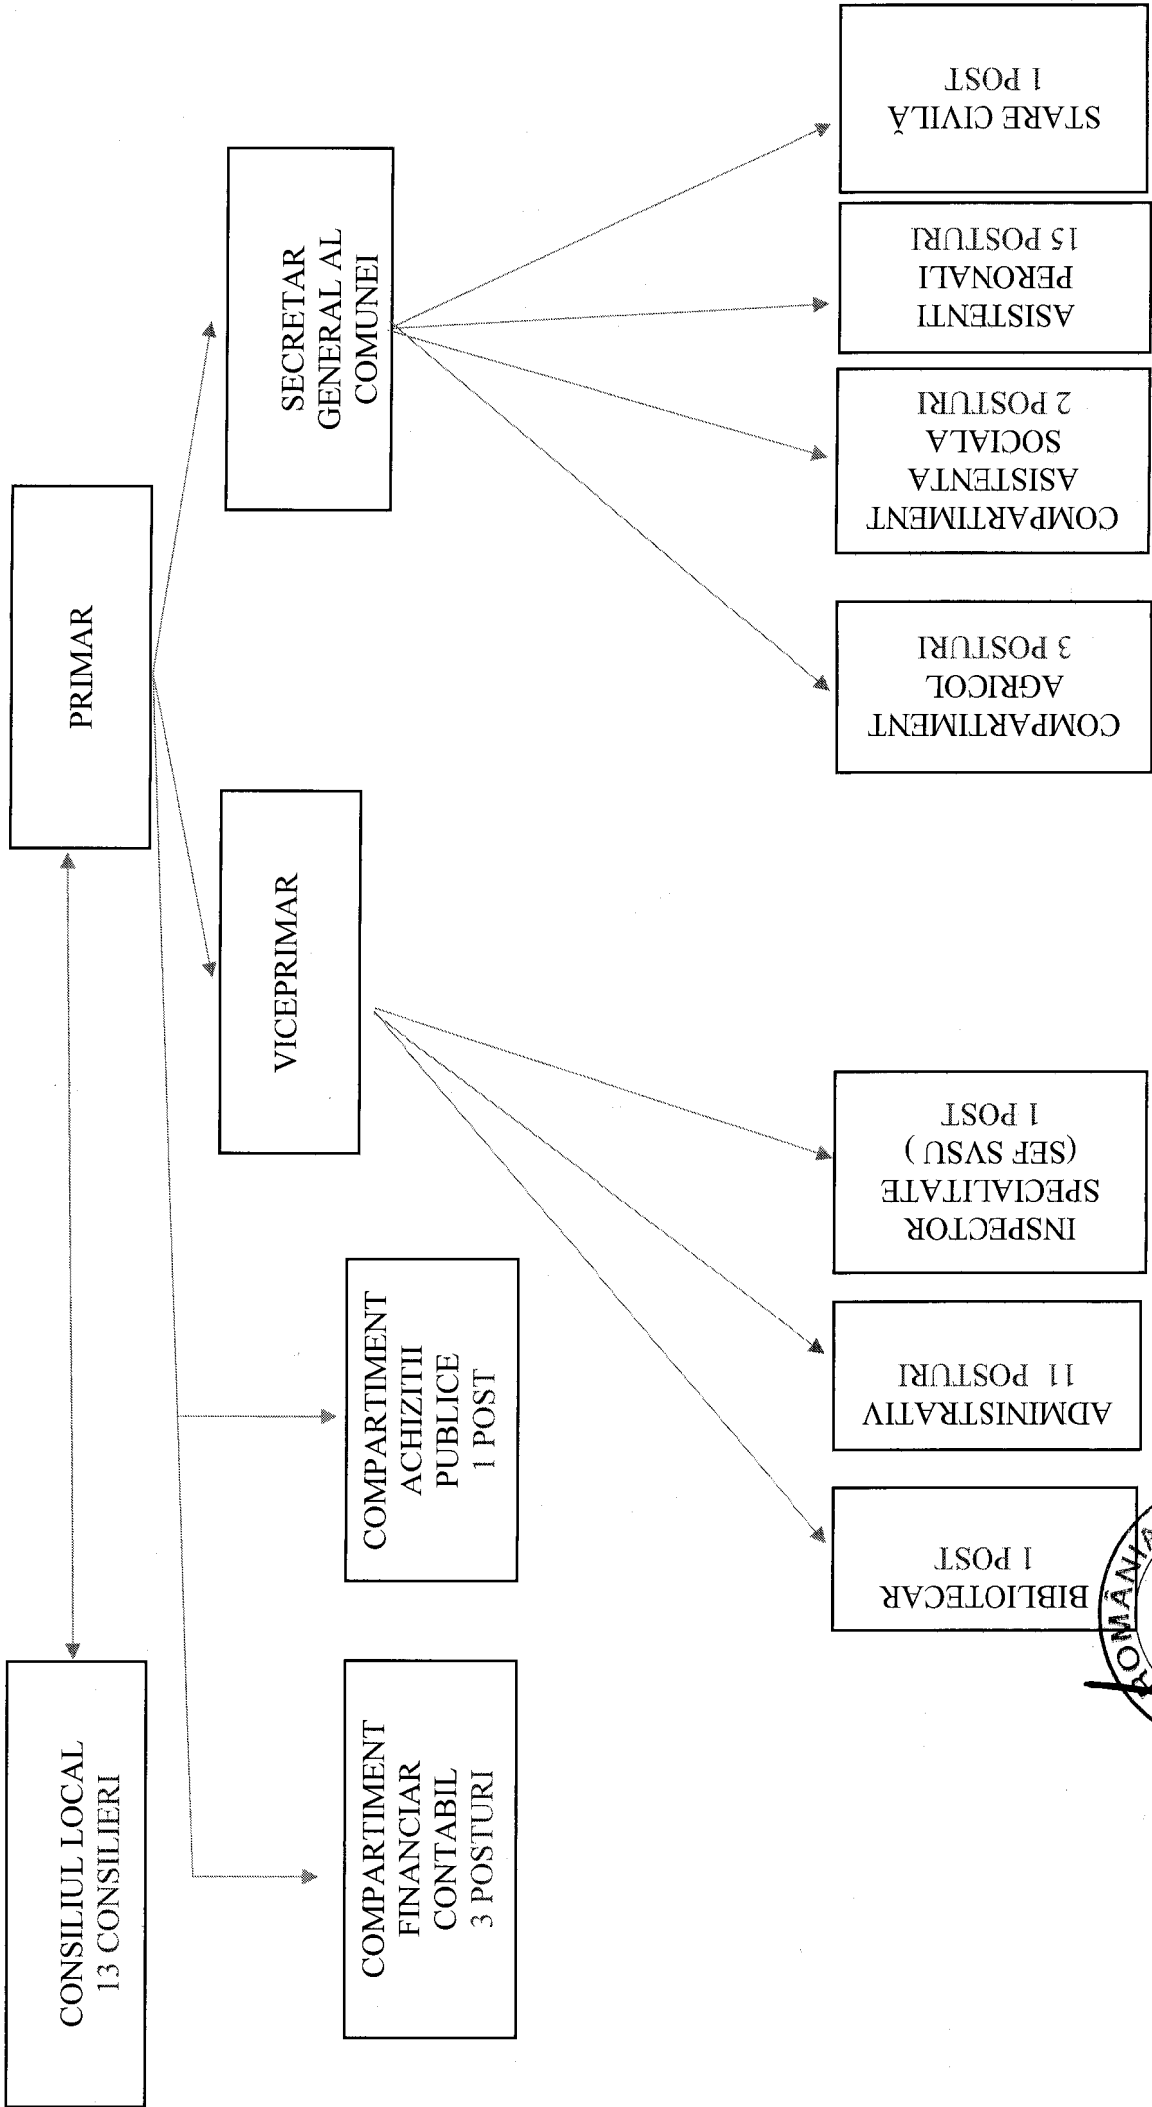 CONSILIUL LOCAL
13 CONSILIERI
PRIMAR
VICEPRIMAR
SECRETAR
GENERAL AL
COMUNEI
COMPARTIMENT
FINANCIAR
CONTABIL
3 POSTURI
COMPARTIMENT
ACHIZITII
PUBLICE
1 POST
BIBLIOTECAR
1 POST
ADMINISTRATIV
11 POSTURI
INSPECTOR
SPECIALITATE
(SEF SVSU )
1 POST
COMPARTIMENT
AGRICOL
3 POSTURI
COMPARTIMENT
ASISTENTA
SOCIALA
2 POSTURI
ASISTENTI
PERONALI
15 POSTURI
STARE CIVILĂ
1 POST
ROMÂNIA